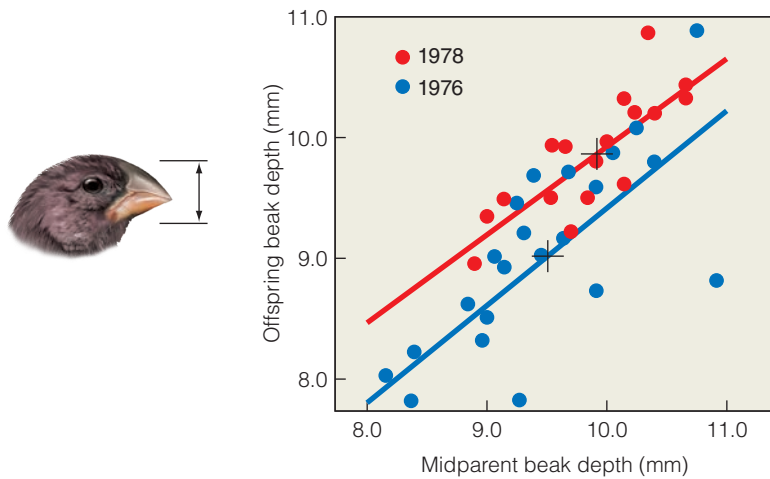 11.0
1978
1976
10.0
9.0
8.0
Offspring beak depth (mm)
8.0 9.0 10.0 11.0
Midparent beak depth (mm)